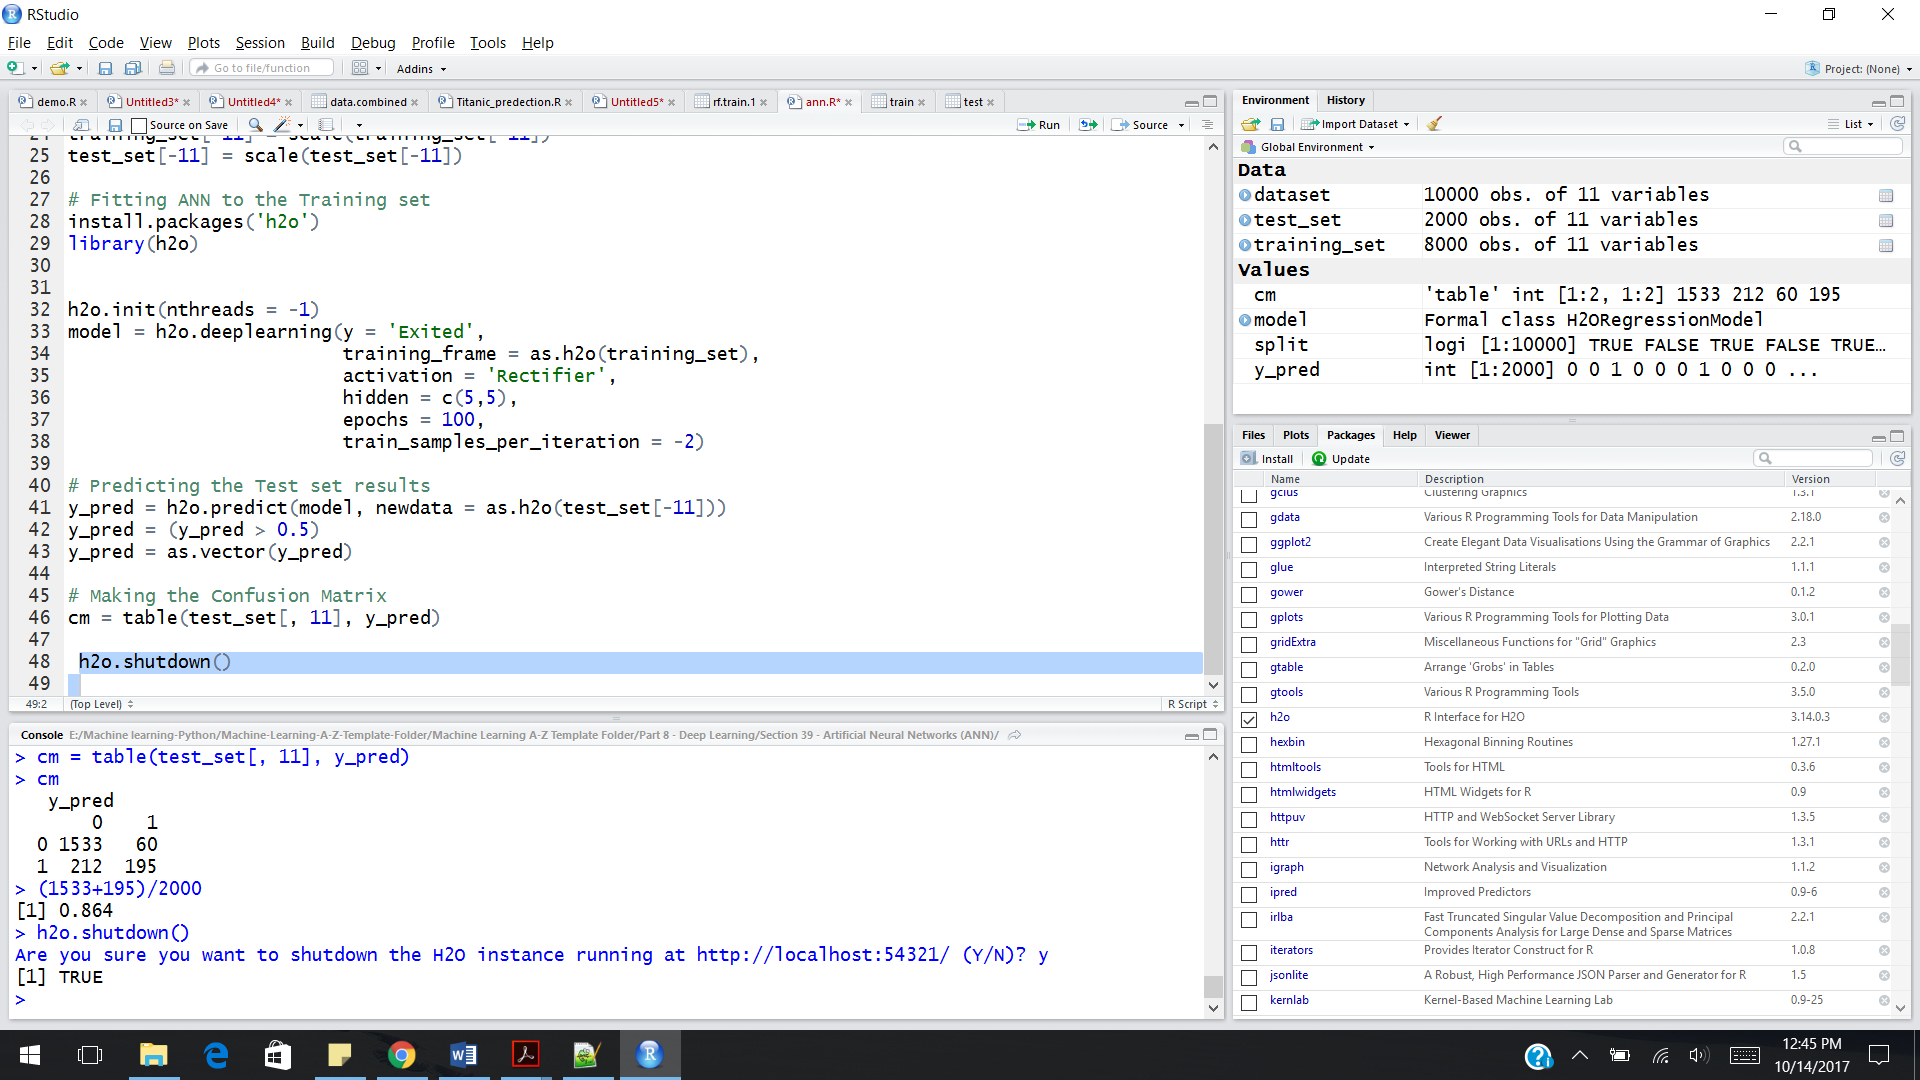 RStudio
File Edit Code View Plots Session Build Debug Profile Tools Help
Go to file/function Addins Project: (None)
demo.R Untitled3* Untitled4* data.combined Titanic_predection.R Untitled5* rf.train.1 ann.R* train test
Source on Save Run Source
25 test_set[-11] = scale(test_set[-11])
26
27 # Fitting ANN to the Training set
28 install.packages('h2o')
29 library(h2o)
30
31
32 h2o.init(nthreads = -1)
33 model = h2o.deeplearning(y = 'Exited',
34 training_frame = as.h2o(training_set),
35 activation = 'Rectifier',
36 hidden = c(5,5),
37 epochs = 100,
38 train_samples_per_iteration = -2)
39
40 # Predicting the Test set results
41 y_pred = h2o.predict(model, newdata = as.h2o(test_set[-11]))
42 y_pred = (y_pred > 0.5)
43 y_pred = as.vector(y_pred)
44
45 # Making the Confusion Matrix
46 cm = table(test_set[, 11], y_pred)
47
48 h2o.shutdown()
49
49:2 (Top Level) R Script
Console E:/Machine learning-Python/Machine-Learning-A-Z-Template-Folder/Machine Learning A-Z Template Folder/Part 8 - Deep Learning/Section 39 - Artificial Neural Networks (ANN)/
> cm = table(test_set[, 11], y_pred)
> cm
y_pred
0 1
0 1533 60
1 212 195
> (1533+195)/2000
[1] 0.864
> h2o.shutdown()
Are you sure you want to shutdown the H2O instance running at http://localhost:54321/ (Y/N)? y
[1] TRUE
>
Environment History
Import Dataset List
Global Environment
Data
dataset 10000 obs. of 11 variables
test_set 2000 obs. of 11 variables
training_set 8000 obs. of 11 variables
Values
cm 'table' int [1:2, 1:2] 1533 212 60 195
model Formal class H2ORegressionModel
split logi [1:10000] TRUE FALSE TRUE FALSE TRUE…
y_pred int [1:2000] 0 0 1 0 0 0 1 0 0 0 ...
Files Plots Packages Help Viewer
Install Update
Name Description Version
gclus Clustering Graphics 1.3.1
gdata Various R Programming Tools for Data Manipulation 2.18.0
ggplot2 Create Elegant Data Visualisations Using the Grammar of Graphics 2.2.1
glue Interpreted String Literals 1.1.1
gower Gower's Distance 0.1.2
gplots Various R Programming Tools for Plotting Data 3.0.1
gridExtra Miscellaneous Functions for "Grid" Graphics 2.3
gtable Arrange 'Grobs' in Tables 0.2.0
gtools Various R Programming Tools 3.5.0
h2o R Interface for H2O 3.14.0.3
hexbin Hexagonal Binning Routines 1.27.1
htmltools Tools for HTML 0.3.6
htmlwidgets HTML Widgets for R 0.9
httpuv HTTP and WebSocket Server Library 1.3.5
httr Tools for Working with URLs and HTTP 1.3.1
igraph Network Analysis and Visualization 1.1.2
ipred Improved Predictors 0.9-6
irlba Fast Truncated Singular Value Decomposition and Principal 2.2.1
Components Analysis for Large Dense and Sparse Matrices
iterators Provides Iterator Construct for R 1.0.8
jsonlite A Robust, High Performance JSON Parser and Generator for R 1.5
kernlab Kernel-Based Machine Learning Lab 0.9-25
12:45 PM
10/14/2017